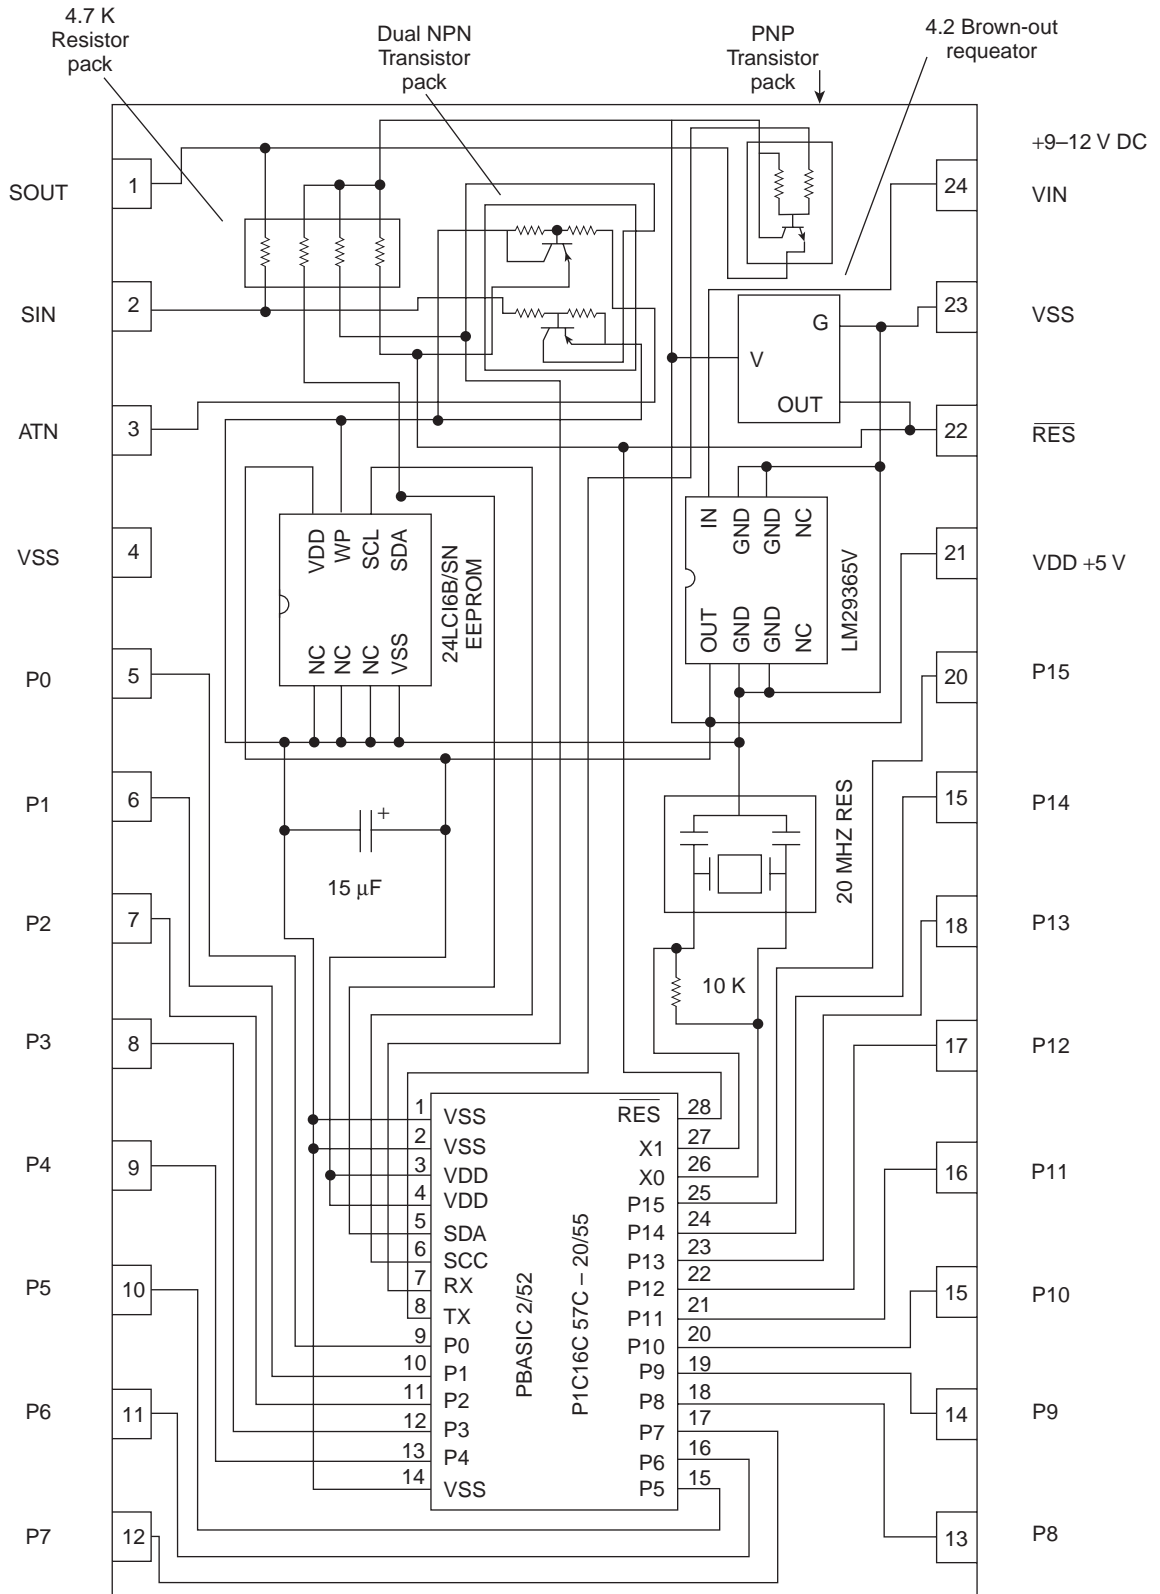 4.7 K
Resistor
pack
Dual NPN
Transistor
pack
PNP
Transistor
pack
4.2 Brown-out
requeator
+9–12 V DC
SOUT
1
24
VIN
SIN
2
23
VSS
G
V
OUT
ATN
3
22
RES
VSS
4
21
VDD +5 V
VDD
WP
SCL
SDA
NC
NC
NC
VSS
24LCI6B/SN
EEPROM
IN
GND
GND
NC
OUT
GND
GND
NC
LM29365V
P0
5
20
P15
P1
6
15
P14
15 µF
+
20 MHZ RES
10 K
P2
7
18
P13
P3
8
17
P12
P4
9
16
P11
P5
10
15
P10
P6
11
14
P9
P7
12
13
P8
1 VSS
2 VSS
3 VDD
4 VDD
5 SDA
6 SCC
7 RX
8 TX
9 P0
10 P1
11 P2
12 P3
13 P4
14 VSS
PBASIC 2/52
P1C16C 57C – 20/55
RES 28
X1 27
X0 26
P15 25
P14 24
P13 23
P12 22
P11 21
P10 20
P9 19
P8 18
P7 17
P6 16
P5 15